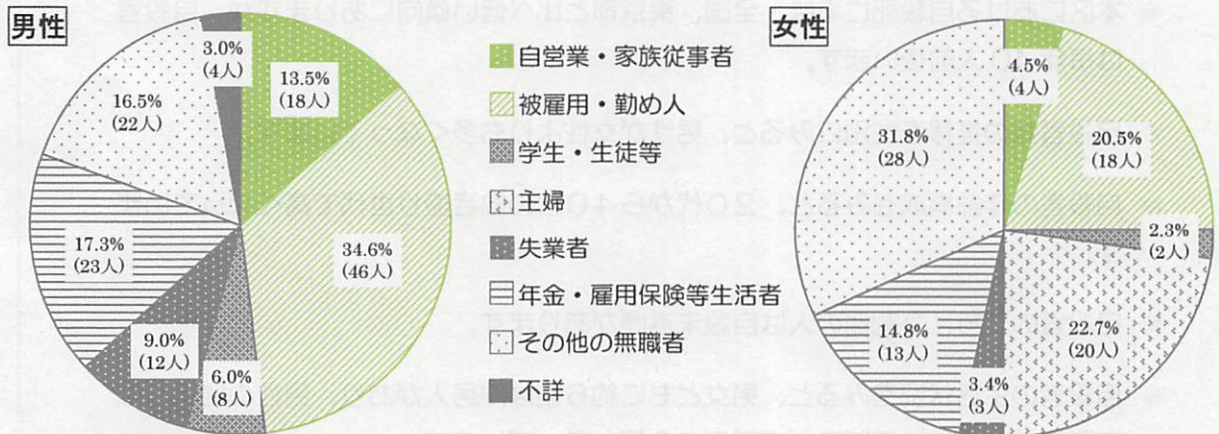 男性
3.0%
(4人)
13.5%
(18人)
16.5%
(22人)
34.6%
(46人)
17.3%
(23人)
9.0%
(12人)
6.0%
(8人)
自営業・家族従事者
被雇用・勤め人
学生・生徒等
主婦
失業者
年金・雇用保険等生活者
その他の無職者
不詳
女性
4.5%
(4人)
31.8%
(28人)
20.5%
(18人)
2.3%
(2人)
22.7%
(20人)
14.8%
(13人)
3.4%
(3人)